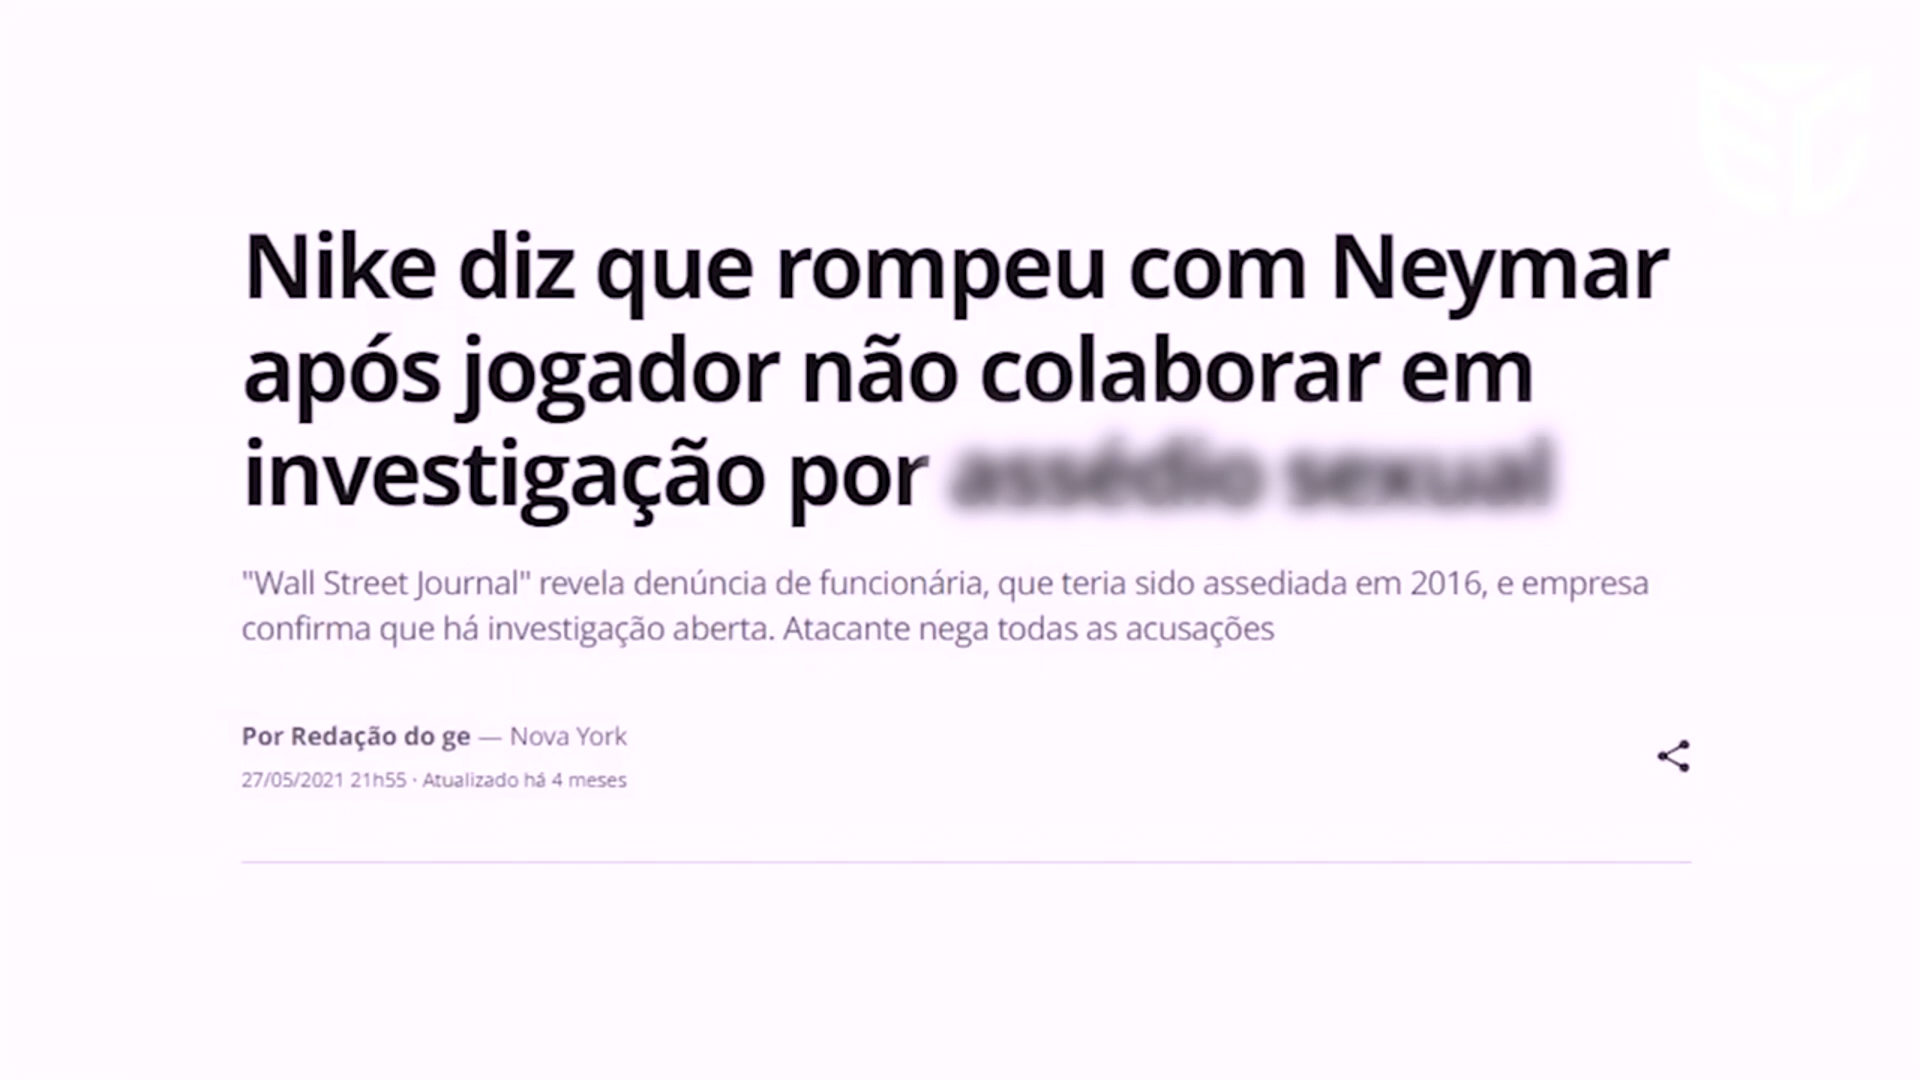 Nike diz que rompeu com Neymar
após jogador não colaborar em
investigação por assédio sexual
"Wall Street Journal" revela denúncia de funcionária, que teria sido assediada em 2016, e empresa
confirma que há investigação aberta. Atacante nega todas as acusações
Por Redação do ge — Nova York
27/05/2021 21h55 · Atualizado há 4 meses